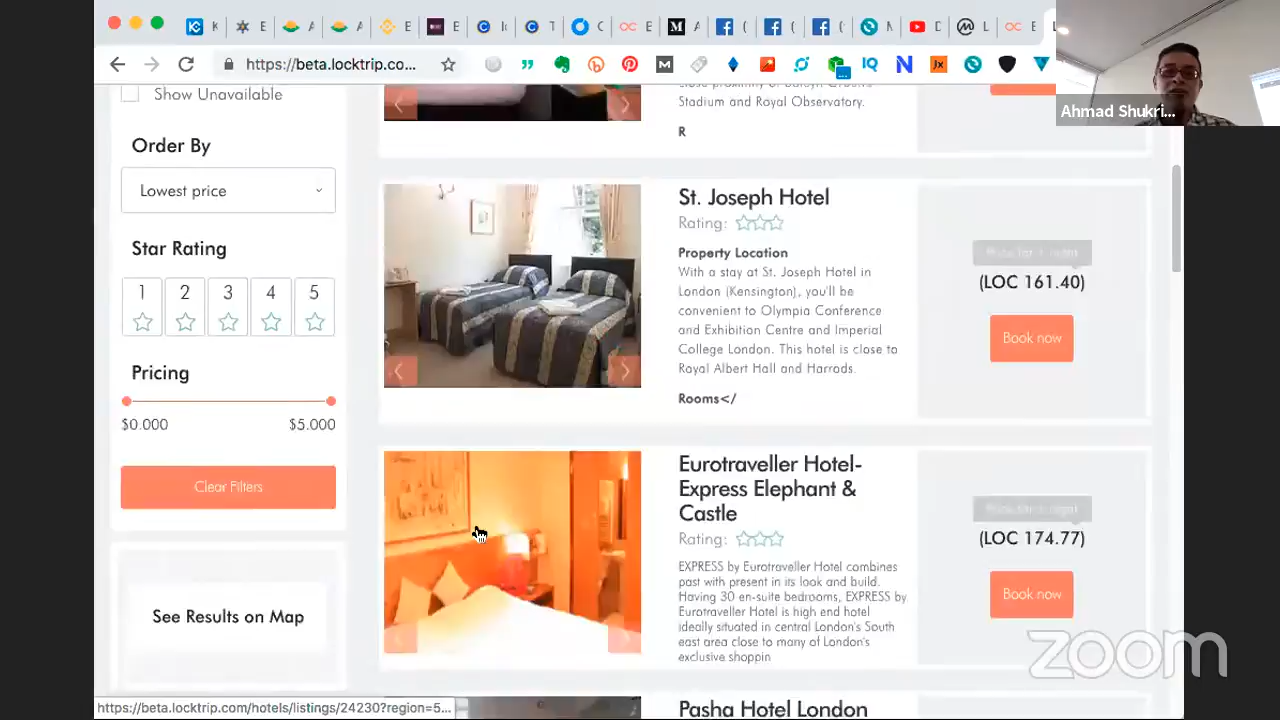 https://beta.locktrip.co...
Ahmad Shukri...
Show Unavailable
Order By
Lowest price
Star Rating
1 2 3 4 5
Pricing
$0.000 $5.000
Clear Filters
See Results on Map
Stadium and Royal Observatory.
R
St. Joseph Hotel
Rating:
Property Location
With a stay at St. Joseph Hotel in
London (Kensington), you'll be
convenient to Olympia Conference
and Exhibition Centre and Imperial
College London. This hotel is close to
Royal Albert Hall and Harrods.
Rooms</
(LOC 161.40)
Book now
Eurotraveller Hotel-
Express Elephant &
Castle
Rating:
EXPRESS by Eurotraveller Hotel combines
past with present in its look and build.
Having 30 en-suite bedrooms, EXPRESS by
Eurotraveller Hotel is high end hotel
ideally situated in central London's South
east area close to many of London's
exclusive shoppin
(LOC 174.77)
Book now
Pasha Hotel London
https://beta.locktrip.com/hotels/listings/24230?region=5...
zoom